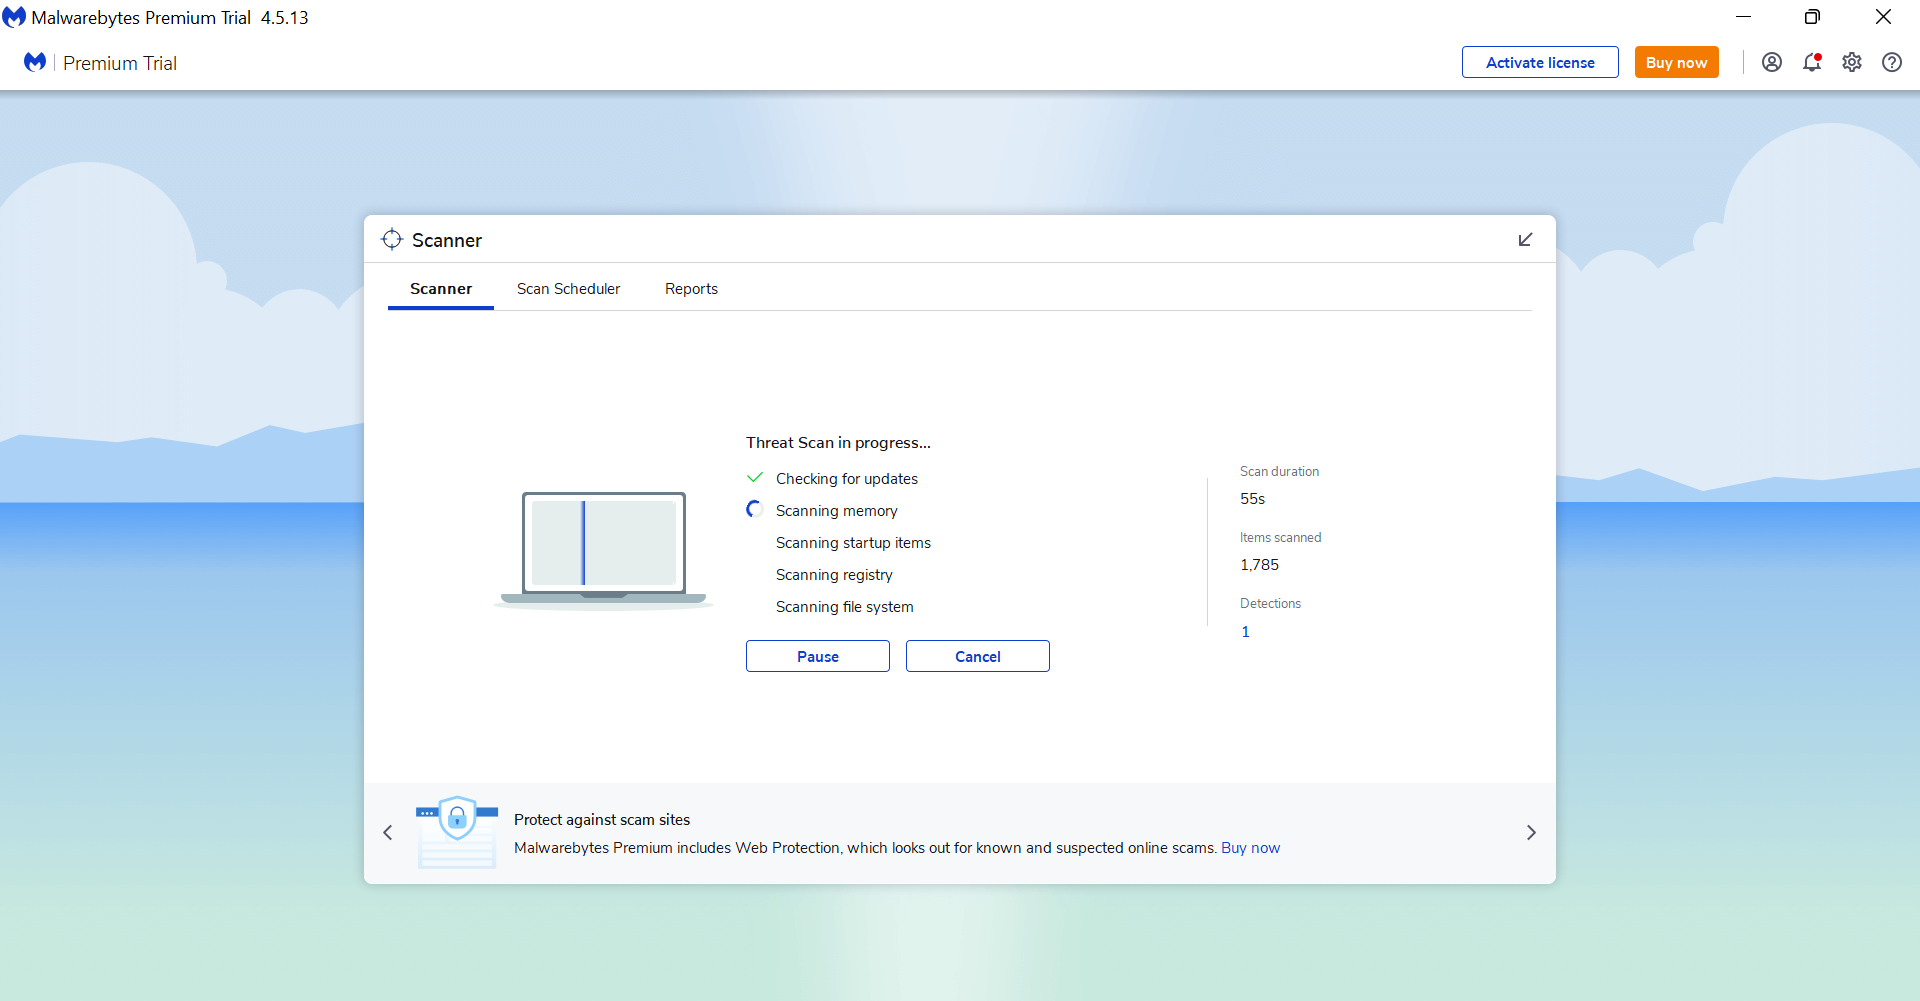 Malwarebytes Premium Trial 4.5.13
Premium Trial
Activate license
Buy now
Scanner
Scanner
Scan Scheduler
Reports
Threat Scan in progress...
Checking for updates
Scanning memory
Scanning startup items
Scanning registry
Scanning file system
Pause
Cancel
Scan duration
55s
Items scanned
1,785
Detections
1
Protect against scam sites
Malwarebytes Premium includes Web Protection, which looks out for known and suspected online scams. Buy now